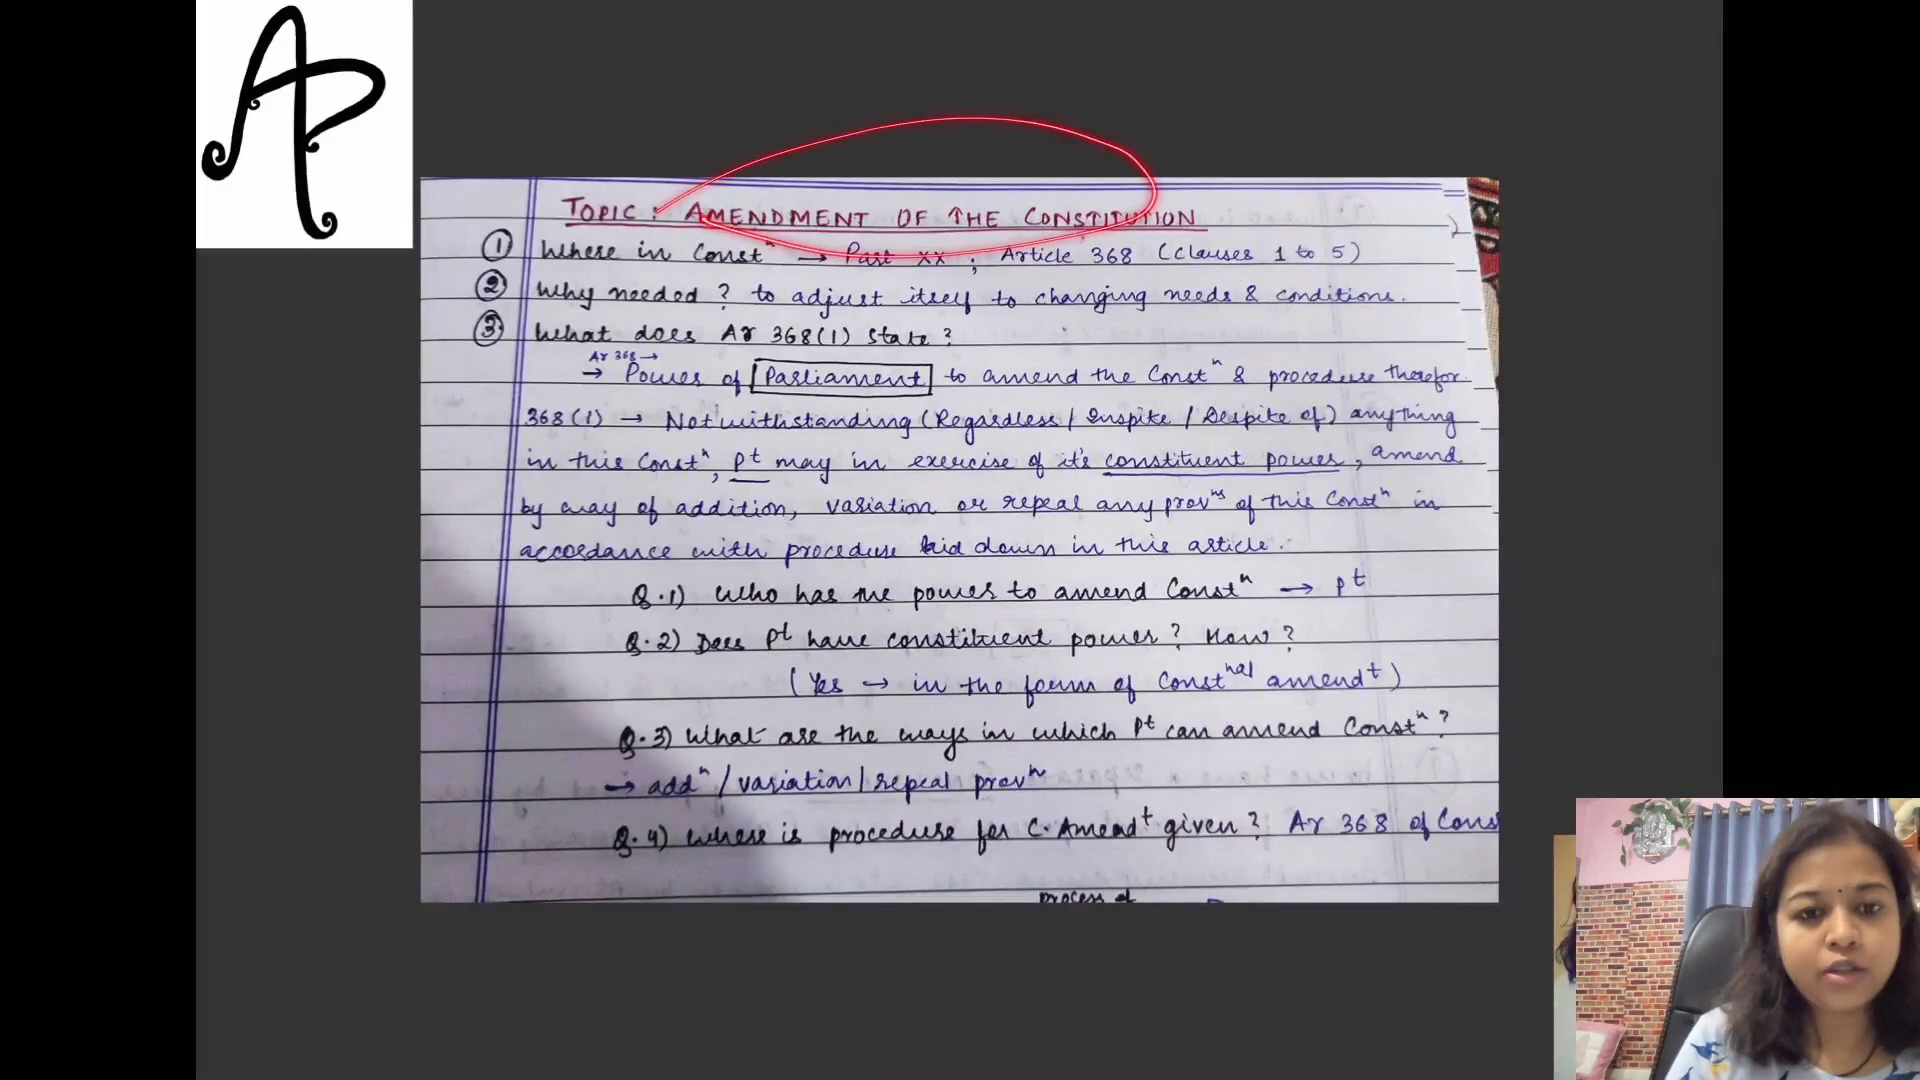 AP
TOPIC: AMENDMENT OF THE CONSTITUTION
① Where in Constⁿ → Part XX ; Article 368 (Clauses 1 to 5)
② Why needed ? to adjust itself to changing needs & conditions.
③ What does Ar 368(1) state ?
Ar 368 →
→ Power of Parliament to amend the Constⁿ & procedure therefor.
368(1) → Notwithstanding (Regardless / Inspite / Despite of) anything
in this Constⁿ, Pᵗ may in exercise of it's constituent power, amend
by way of addition, variation or repeal any provⁿˢ of this Constⁿ in
accordance with procedure laid down in this article.
Q.1) Who has the power to amend Constⁿ → Pᵗ
Q.2) Does Pᵗ have constituent power ? How ?
(Yes → in the form of Constⁿᵃˡ amendᵗ)
Q.3) What are the ways in which Pᵗ can amend Constⁿ ?
→ addⁿ / variation / repeal provⁿ
Q.4) Where is procedure for C. Amendᵗ given ? Ar 368 of Cons
process of